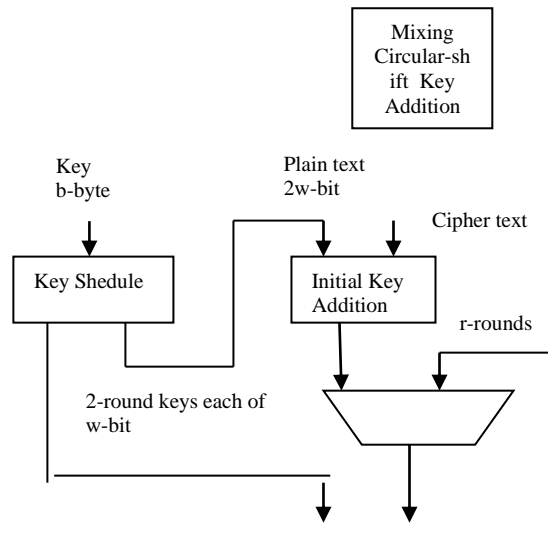 Mixing
Circular-sh
ift Key
Addition
Key
b-byte
Plain text
2w-bit
Cipher text
Key Shedule
Initial Key
Addition
r-rounds
2-round keys each of
w-bit